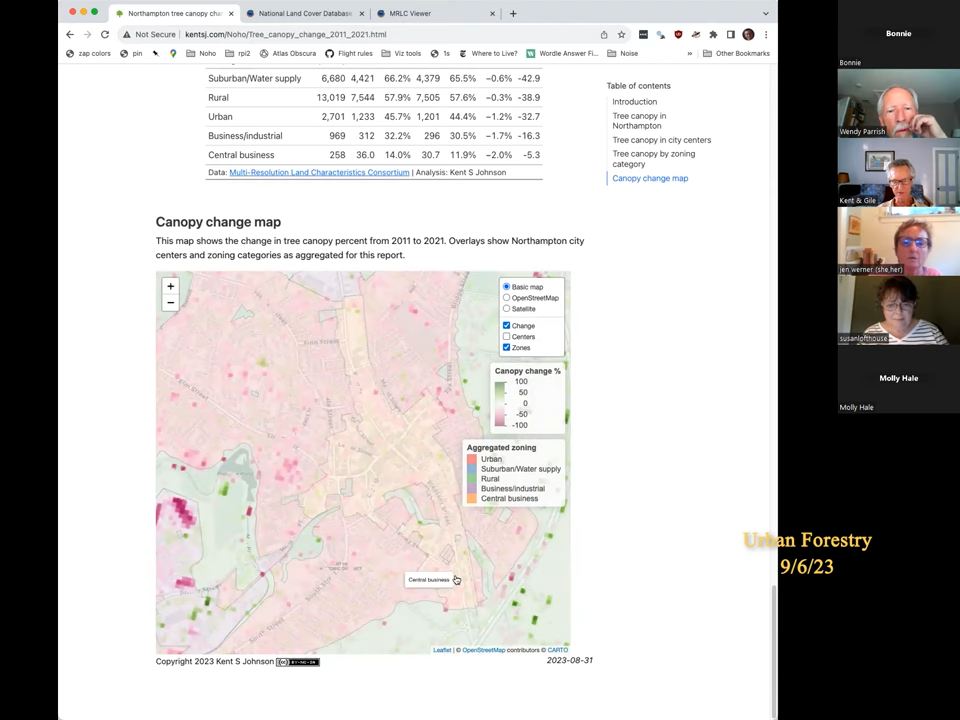 Northampton tree canopy chan
National Land Cover Database
MRLC Viewer
Not Secure
kentsj.com/Noho/Tree_canopy_change_2011_2021.html
zap colors
pin
Noho
rpi2
Atlas Obscura
Flight rules
Viz tools
1s
Where to Live?
Wordle Answer Fi...
Noise
Other Bookmarks
Suburban/Water supply 6,680 4,421 66.2% 4,379 65.5% −0.6% -42.9
Rural 13,019 7,544 57.9% 7,505 57.6% −0.3% -38.9
Urban 2,701 1,233 45.7% 1,201 44.4% −1.2% -32.7
Business/industrial 969 312 32.2% 296 30.5% −1.7% -16.3
Central business 258 36.0 14.0% 30.7 11.9% −2.0% -5.3
Data: Multi-Resolution Land Characteristics Consortium | Analysis: Kent S Johnson
Table of contents
Introduction
Tree canopy in
Northampton
Tree canopy in city centers
Tree canopy by zoning
category
Canopy change map
Canopy change map
This map shows the change in tree canopy percent from 2011 to 2021. Overlays show Northampton city
centers and zoning categories as aggregated for this report.
+
−
Basic map
OpenStreetMap
Satellite
Change
Centers
Zones
Canopy change %
100
50
0
-50
-100
Aggregated zoning
Urban
Suburban/Water supply
Rural
Business/industrial
Central business
Central business
Leaflet | © OpenStreetMap contributors © CARTO
Copyright 2023 Kent S Johnson
2023-08-31
Bonnie
Bonnie
Wendy Parrish
Kent & Gile
jen werner (she,her)
susanlofthouse
Molly Hale
Molly Hale
Urban Forestry
9/6/23